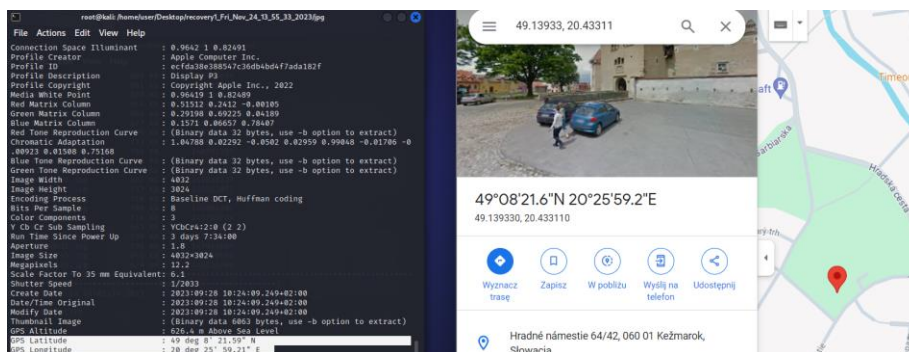 root@kali: /home/user/Desktop/recovery1_Fri_Nov_24_13_55_33_2023/jpg
File Actions Edit View Help
Connection Space Illuminant : 0.9642 1 0.82491
Profile Creator : Apple Computer Inc.
Profile ID : ecfda38e388547c36db4bd4f7ada182f
Profile Description : Display P3
Profile Copyright : Copyright Apple Inc., 2022
Media White Point : 0.96419 1 0.82489
Red Matrix Column : 0.51512 0.2412 -0.00105
Green Matrix Column : 0.29198 0.69225 0.04189
Blue Matrix Column : 0.1571 0.06657 0.78407
Red Tone Reproduction Curve : (Binary data 32 bytes, use -b option to extract)
Chromatic Adaptation : 1.04788 0.02292 -0.0502 0.02959 0.99048 -0.01706 -0
.00923 0.01508 0.75168
Blue Tone Reproduction Curve : (Binary data 32 bytes, use -b option to extract)
Green Tone Reproduction Curve : (Binary data 32 bytes, use -b option to extract)
Image Width : 4032
Image Height : 3024
Encoding Process : Baseline DCT, Huffman coding
Bits Per Sample : 8
Color Components : 3
Y Cb Cr Sub Sampling : YCbCr4:2:0 (2 2)
Run Time Since Power Up : 3 days 7:34:00
Aperture : 1.8
Image Size : 4032×3024
Megapixels : 12.2
Scale Factor To 35 mm Equivalent: 6.1
Shutter Speed : 1/2033
Create Date : 2023:09:28 10:24:09.249+02:00
Date/Time Original : 2023:09:28 10:24:09.249+02:00
Modify Date : 2023:09:28 10:24:09.249+02:00
Thumbnail Image : (Binary data 6063 bytes, use -b option to extract)
GPS Altitude : 626.4 m Above Sea Level
GPS Latitude : 49 deg 8' 21.59" N
GPS Longitude : 20 deg 25' 59.21" E
49.13933, 20.43311
49°08'21.6"N 20°25'59.2"E
49.139330, 20.433110
Wyznacz trasę
Zapisz
W pobliżu
Wyślij na telefon
Udostępnij
Hradné námestie 64/42, 060 01 Kežmarok,
Słowacja
aft
Hradská cesta